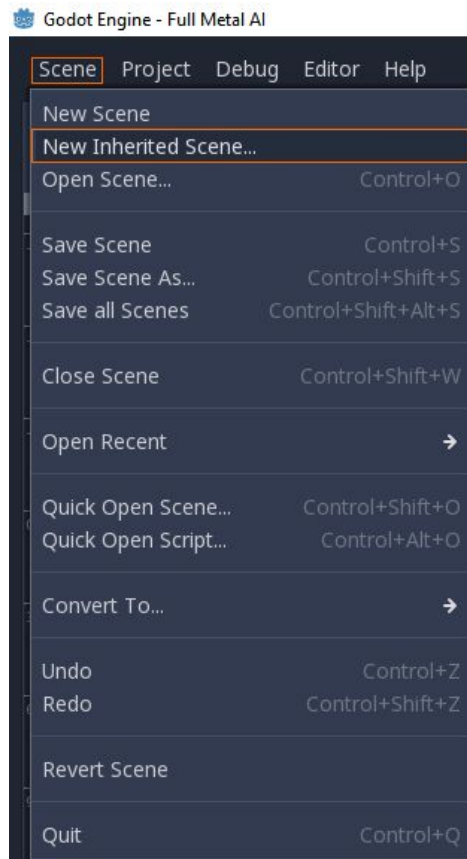 Godot Engine - Full Metal AI
Scene Project Debug Editor Help
New Scene
New Inherited Scene...
Open Scene... Control+O
Save Scene Control+S
Save Scene As... Control+Shift+S
Save all Scenes Control+Shift+Alt+S
Close Scene Control+Shift+W
Open Recent
Quick Open Scene... Control+Shift+O
Quick Open Script... Control+Alt+O
Convert To...
Undo Control+Z
Redo Control+Shift+Z
Revert Scene
Quit Control+Q